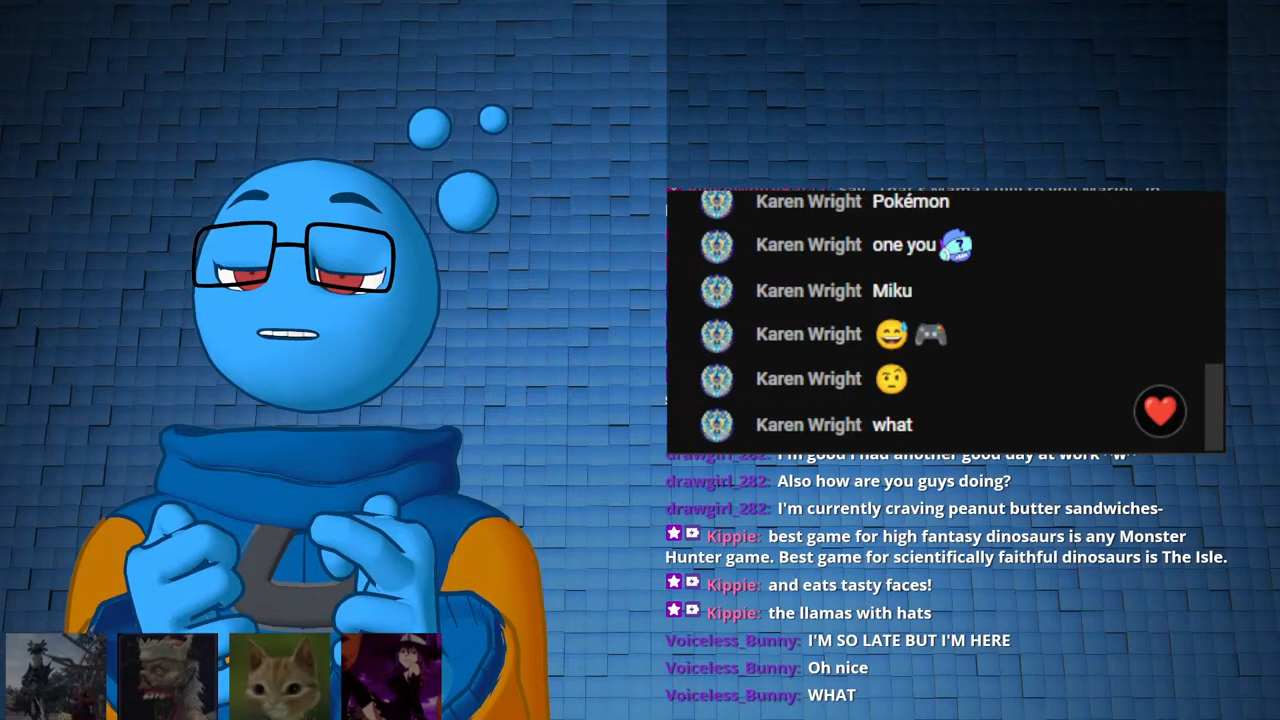 Karen Wright Pokémon
Karen Wright one you
Karen Wright Miku
Karen Wright
Karen Wright
Karen Wright what
drawgirl_282: I'm good I had another good day at work^w^
drawgirl_282: Also how are you guys doing?
drawgirl_282: I'm currently craving peanut butter sandwiches-
Kippie: best game for high fantasy dinosaurs is any Monster
Hunter game. Best game for scientifically faithful dinosaurs is The Isle.
Kippie: and eats tasty faces!
Kippie: the llamas with hats
Voiceless_Bunny: I'M SO LATE BUT I'M HERE
Voiceless_Bunny: Oh nice
Voiceless_Bunny: WHAT